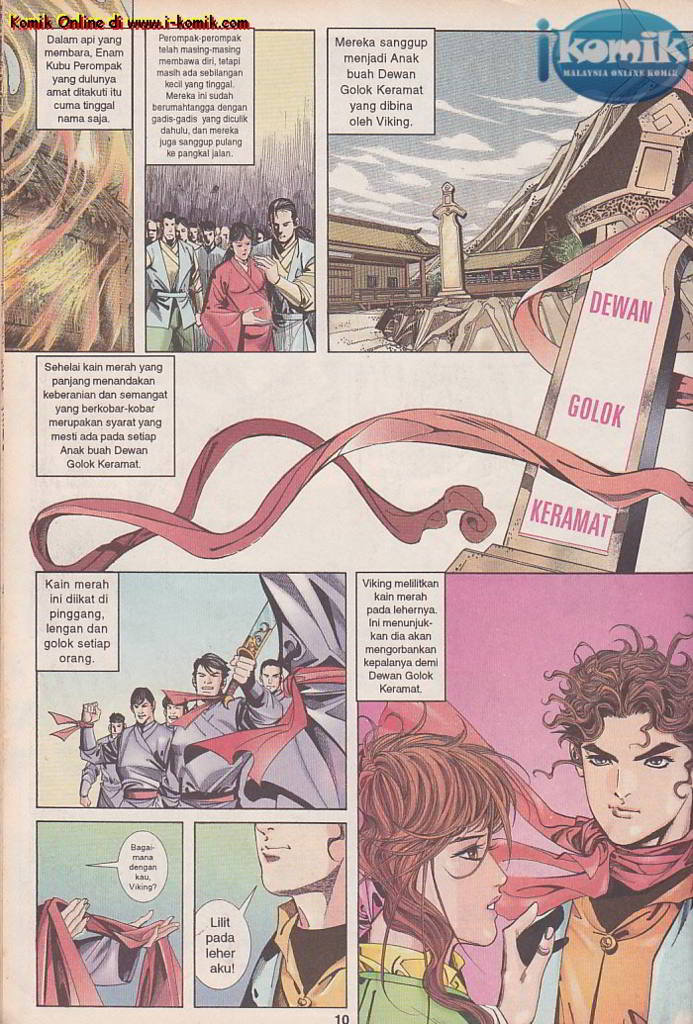 Komik Online di www.i-komik.com
ikomik
MALAYSIA ONLINE KOMIK
Dalam api yang
membara, Enam
Kubu Perompak
yang dulunya
amat ditakuti itu
cuma tinggal
nama saja.
Perompak-perompak
telah masing-masing
membawa diri, tetapi
masih ada sebilangan
kecil yang tinggal.
Mereka ini sudah
berumahtangga dengan
gadis-gadis yang diculik
dahulu, dan mereka
juga sanggup pulang
ke pangkal jalan.
Mereka sanggup
menjadi Anak
buah Dewan
Golok Keramat
yang dibina
oleh Viking.
DEWAN
GOLOK
KERAMAT
Sehelai kain merah yang
panjang menandakan
keberanian dan semangat
yang berkobar-kobar
merupakan syarat yang
mesti ada pada setiap
Anak buah Dewan
Golok Keramat.
Kain merah
ini diikat di
pinggang,
lengan dan
golok setiap
orang.
Viking melilitkan
kain merah
pada lehernya.
Ini menunjuk-
kan dia akan
mengorbankan
kepalanya demi
Dewan Golok
Keramat.
Bagai-
mana
dengan
kau,
Viking?
Lilit
pada
leher
aku!
10